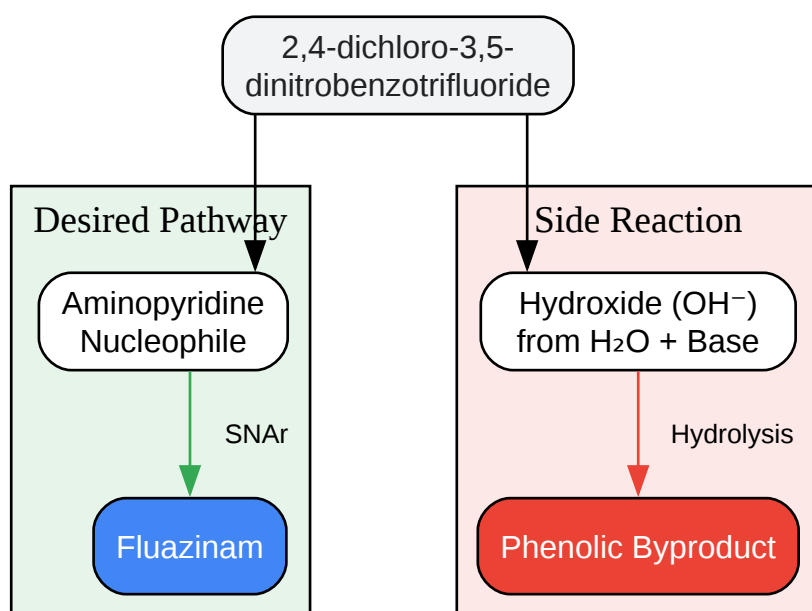 2,4-dichloro-3,5-
dinitrobenzotrifluoride
Desired Pathway
Aminopyridine
Nucleophile
SNAr
Fluazinam
Side Reaction
Hydroxide (OH⁻)
from H₂O + Base
Hydrolysis
Phenolic Byproduct